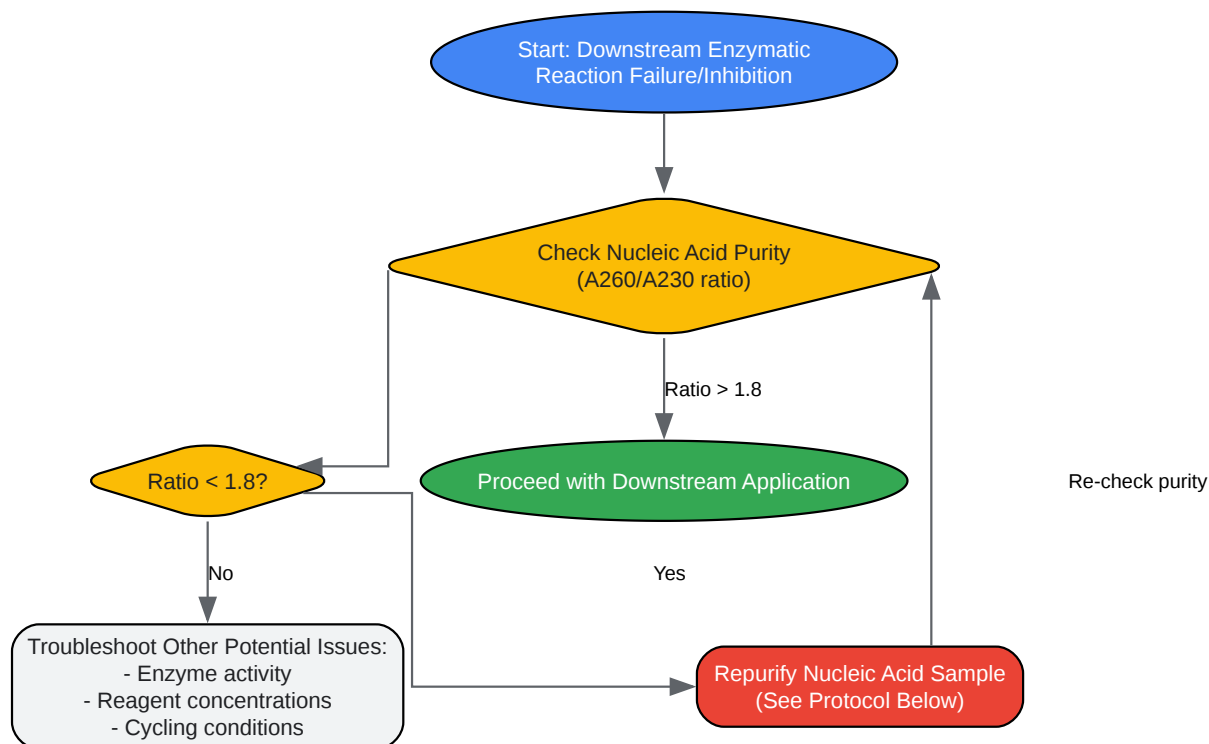 Start: Downstream Enzymatic
Reaction Failure/Inhibition
Check Nucleic Acid Purity
(A260/A230 ratio)
Ratio > 1.8
Ratio < 1.8?
Proceed with Downstream Application
Re-check purity
No
Yes
Troubleshoot Other Potential Issues:
- Enzyme activity
- Reagent concentrations
- Cycling conditions
Repurify Nucleic Acid Sample
(See Protocol Below)